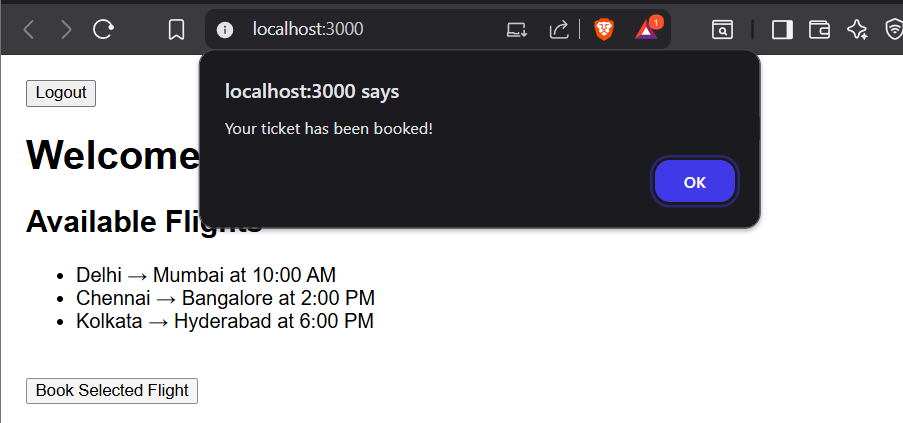 localhost:3000
1
localhost:3000 says
Your ticket has been booked!
OK
Logout
Welcome
Available Flights
• Delhi → Mumbai at 10:00 AM
• Chennai → Bangalore at 2:00 PM
• Kolkata → Hyderabad at 6:00 PM
Book Selected Flight